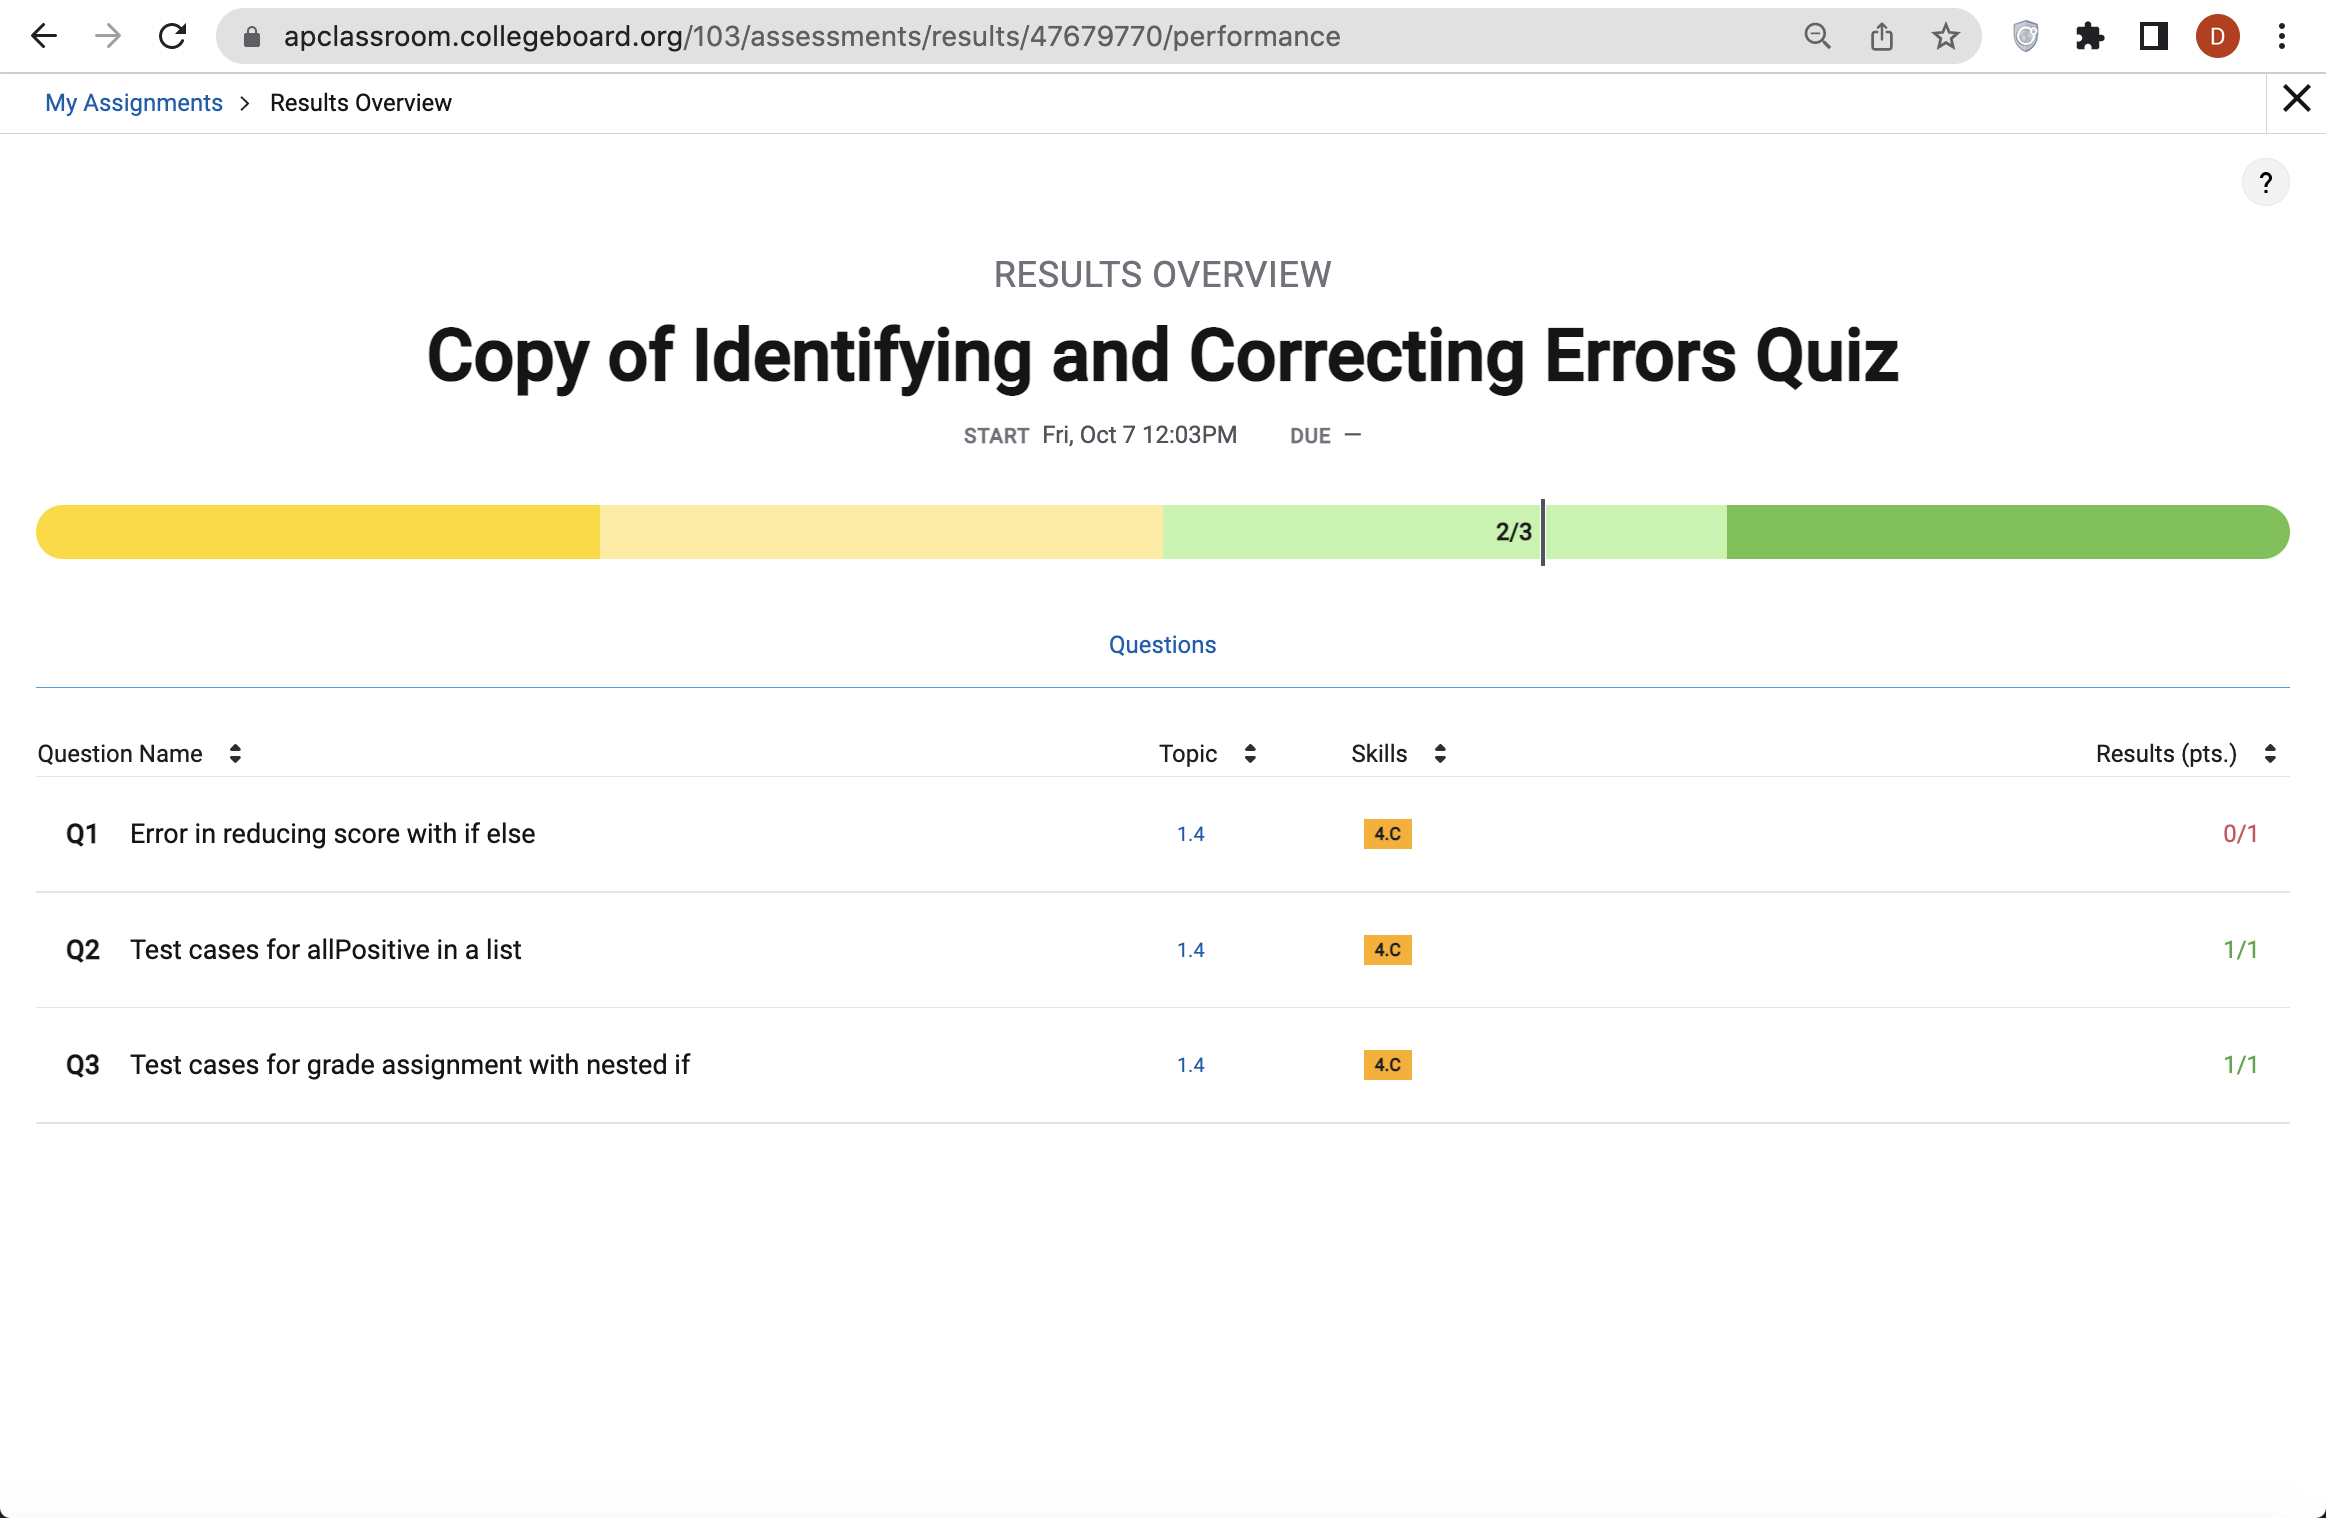 apclassroom.collegeboard.org/103/assessments/results/47679770/performance
D
My Assignments > Results Overview
?
RESULTS OVERVIEW
Copy of Identifying and Correcting Errors Quiz
START Fri, Oct 7 12:03PM DUE —
2/3
Questions
Question Name Topic Skills Results (pts.)
Q1 Error in reducing score with if else 1.4 4.C 0/1
Q2 Test cases for allPositive in a list 1.4 4.C 1/1
Q3 Test cases for grade assignment with nested if 1.4 4.C 1/1